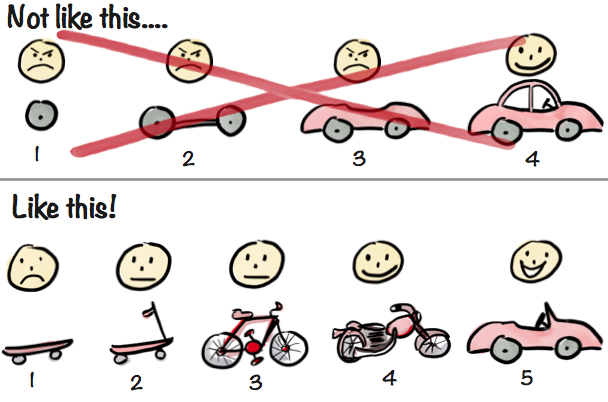 Not like this....
1 2 3 4
Like this!
1 2 3 4 5